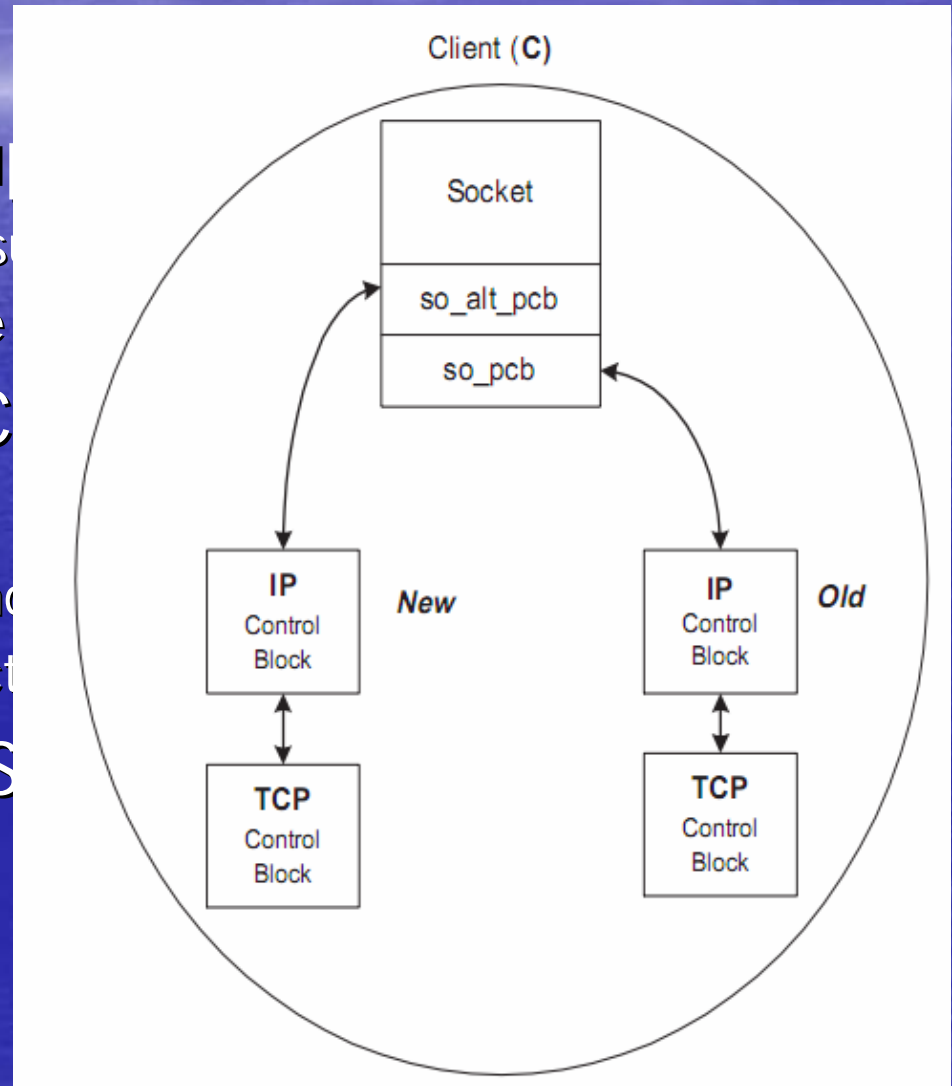 Client (C)
Socket
so_alt_pcb
so_pcb
IP
Control
Block
New
IP
Control
Block
Old
TCP
Control
Block
TCP
Control
Block